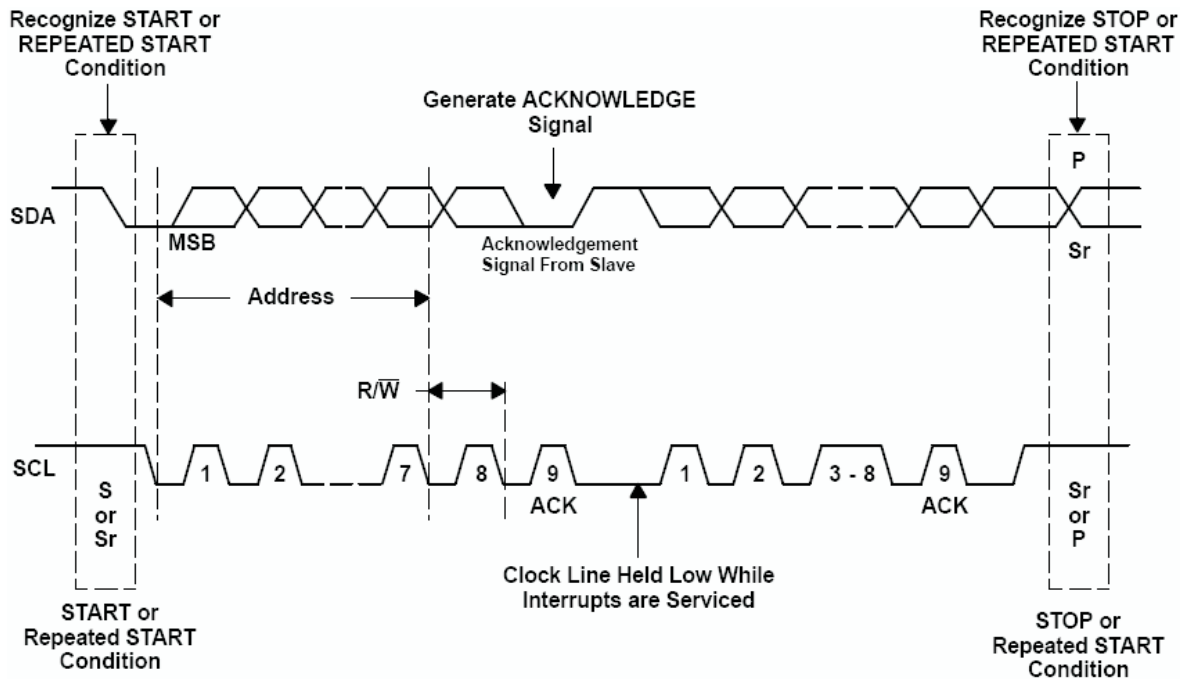 Recognize START or
REPEATED START
Condition
Recognize STOP or
REPEATED START
Condition
Generate ACKNOWLEDGE
Signal
P
SDA
MSB
Acknowledgement
Signal From Slave
Sr
Address
R/W̅
SCL
1
2
7
8
9
1
2
3 - 8
9
ACK
ACK
S
or
Sr
Sr
or
P
Clock Line Held Low While
Interrupts are Serviced
START or
Repeated START
Condition
STOP or
Repeated START
Condition